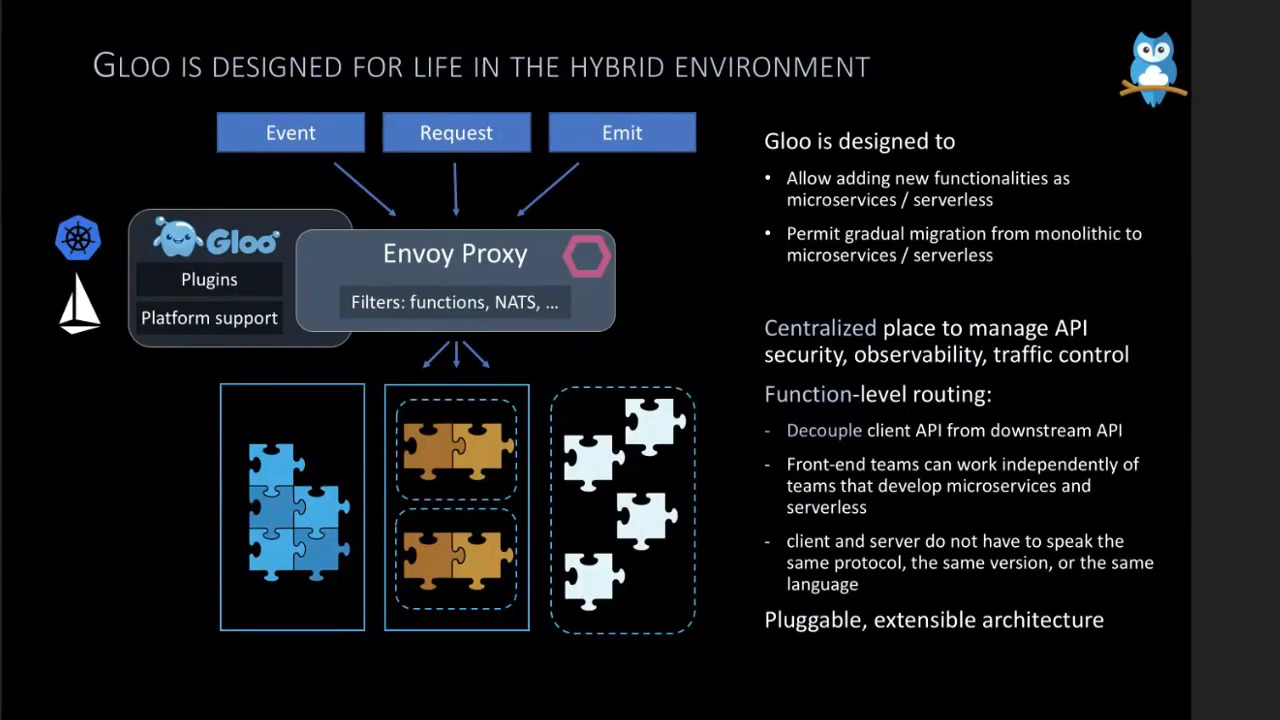 GLOO IS DESIGNED FOR LIFE IN THE HYBRID ENVIRONMENT
Event
Request
Emit
Gloo
Plugins
Platform support
Envoy Proxy
Filters: functions, NATS, ...
Gloo is designed to
• Allow adding new functionalities as
microservices / serverless
• Permit gradual migration from monolithic to
microservices / serverless
Centralized place to manage API
security, observability, traffic control
Function-level routing:
- Decouple client API from downstream API
- Front-end teams can work independently of
teams that develop microservices and
serverless
- client and server do not have to speak the
same protocol, the same version, or the same
language
Pluggable, extensible architecture